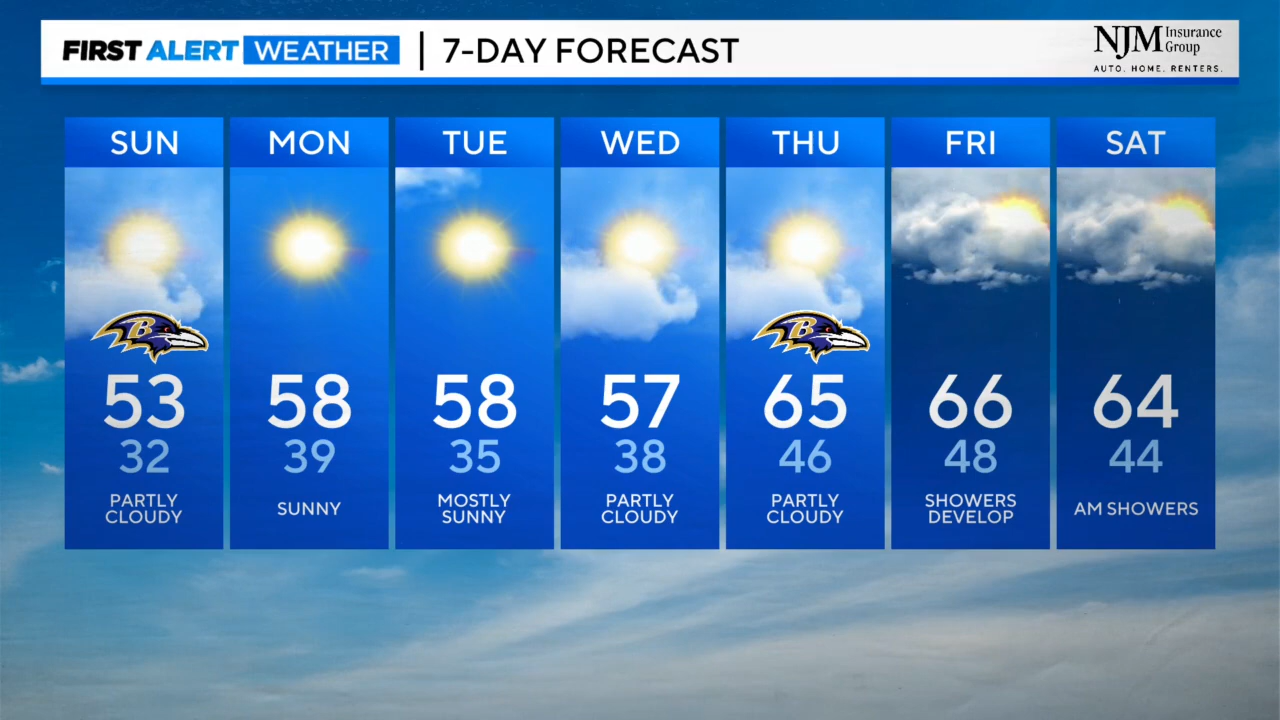 FIRST ALERT WEATHER | 7-DAY FORECAST
NJM Insurance Group
AUTO. HOME. RENTERS.
SUN MON TUE WED THU FRI SAT
B B
53 58 58 57 65 66 64
32 39 35 38 46 48 44
PARTLY CLOUDY
SUNNY
MOSTLY SUNNY
PARTLY CLOUDY
PARTLY CLOUDY
SHOWERS DEVELOP
AM SHOWERS